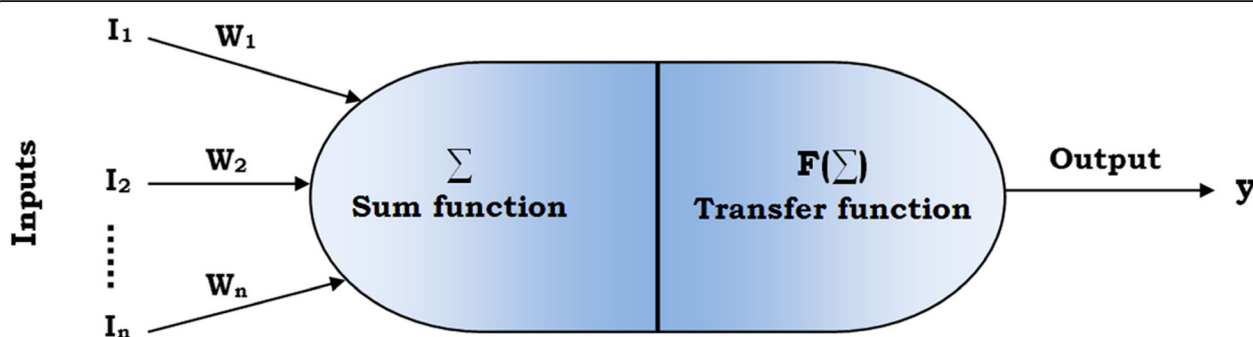 Inputs
I₁
W₁
I₂
W₂
Iₙ
Wₙ
∑
Sum function
F(∑)
Transfer function
Output
y